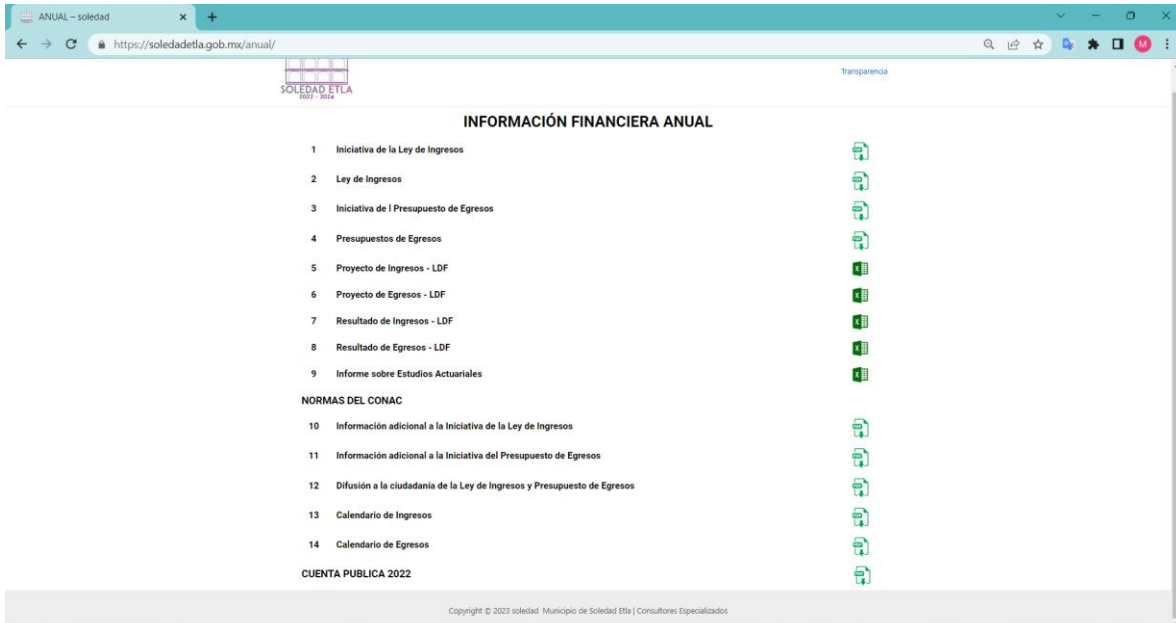 ANUAL – soledad
https://soledadetla.gob.mx/anual/
M
SOLEDAD ETLA
2022 - 2024
Transparencia
INFORMACIÓN FINANCIERA ANUAL
1 Iniciativa de la Ley de Ingresos
2 Ley de Ingresos
3 Iniciativa de l Presupuesto de Egresos
4 Presupuestos de Egresos
5 Proyecto de Ingresos - LDF
6 Proyecto de Egresos - LDF
7 Resultado de Ingresos - LDF
8 Resultado de Egresos - LDF
9 Informe sobre Estudios Actuariales
NORMAS DEL CONAC
10 Información adicional a la Iniciativa de la Ley de Ingresos
11 Información adicional a la Iniciativa del Presupuesto de Egresos
12 Difusión a la ciudadanía de la Ley de Ingresos y Presupuesto de Egresos
13 Calendario de Ingresos
14 Calendario de Egresos
CUENTA PUBLICA 2022
Copyright © 2023 soledad Municipio de Soledad Etla | Consultores Especializados